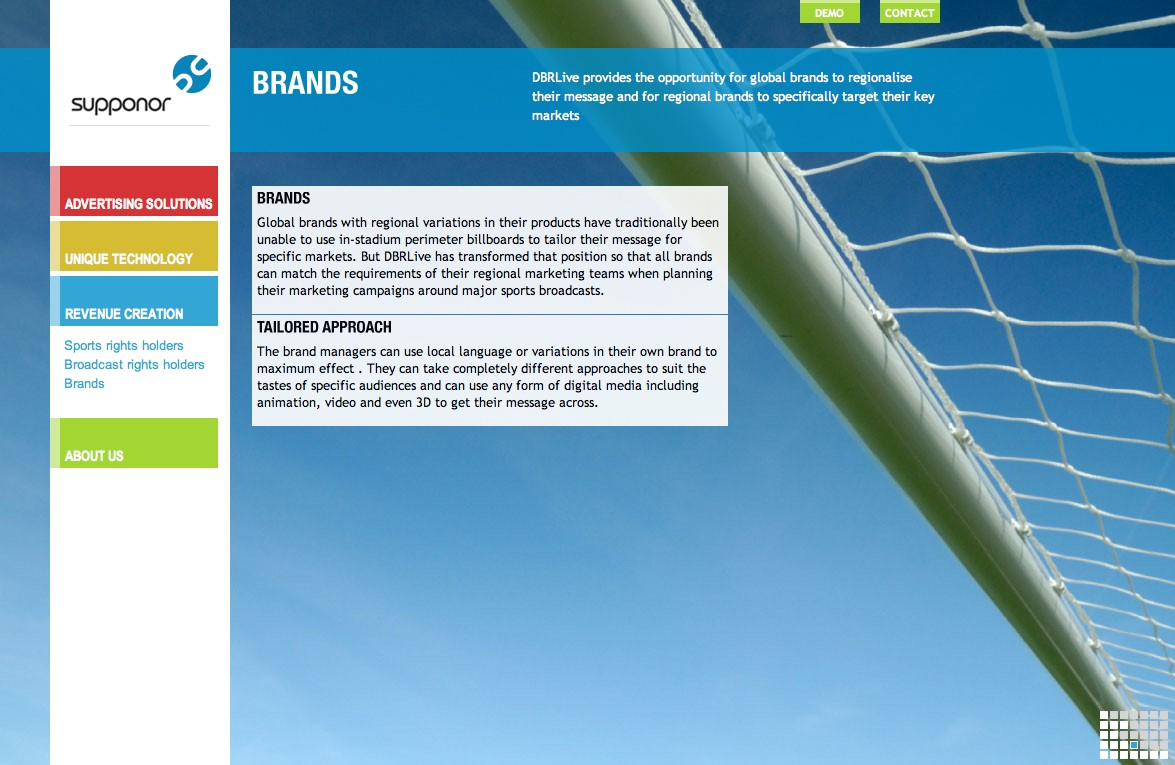 DEMO
CONTACT
supponor
BRANDS
DBRLive provides the opportunity for global brands to regionalise
their message and for regional brands to specifically target their key
markets
ADVERTISING SOLUTIONS
UNIQUE TECHNOLOGY
REVENUE CREATION
Sports rights holders
Broadcast rights holders
Brands
ABOUT US
BRANDS
Global brands with regional variations in their products have traditionally been
unable to use in-stadium perimeter billboards to tailor their message for
specific markets. But DBRLive has transformed that position so that all brands
can match the requirements of their regional marketing teams when planning
their marketing campaigns around major sports broadcasts.
TAILORED APPROACH
The brand managers can use local language or variations in their own brand to
maximum effect . They can take completely different approaches to suit the
tastes of specific audiences and can use any form of digital media including
animation, video and even 3D to get their message across.